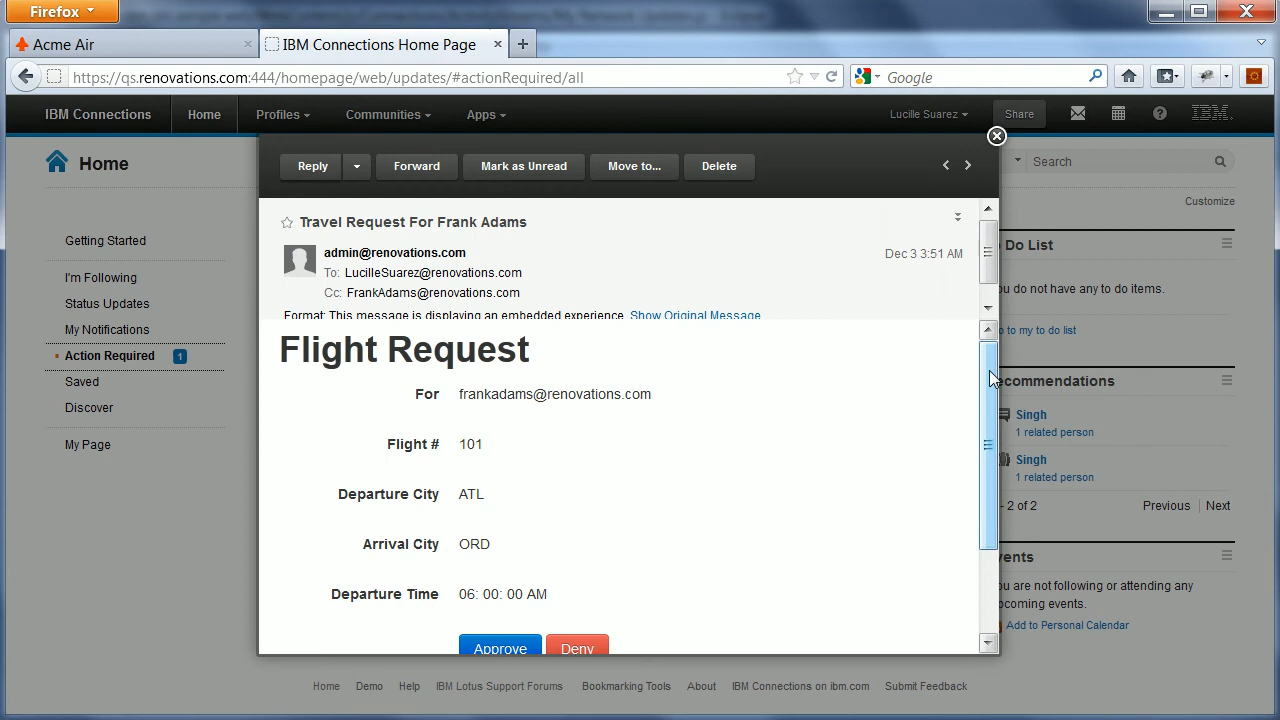 Firefox
Acme Air
IBM Connections Home Page
https://qs.renovations.com:444/homepage/web/updates/#actionRequired/all
Google
IBM Connections
Home
Profiles
Communities
Apps
Lucille Suarez
Share
IBM
Home
Search
Customize
Reply
Forward
Mark as Unread
Move to...
Delete
Getting Started
I'm Following
Status Updates
My Notifications
Action Required 1
Saved
Discover
My Page
Travel Request For Frank Adams
admin@renovations.com
Dec 3 3:51 AM
To: LucilleSuarez@renovations.com
Cc: FrankAdams@renovations.com
Format: This message is displaying an embedded experience. Show Original Message
Flight Request
For frankadams@renovations.com
Flight # 101
Departure City ATL
Arrival City ORD
Departure Time 06: 00: 00 AM
Approve Deny
Do List
ou do not have any to do items.
to my to do list
ecommendations
Singh
1 related person
Singh
1 related person
- 2 of 2
Previous Next
vents
ou are not following or attending any
pcoming events.
Add to Personal Calendar
Home
Demo
Help
IBM Lotus Support Forums
Bookmarking Tools
About
IBM Connections on ibm.com
Submit Feedback